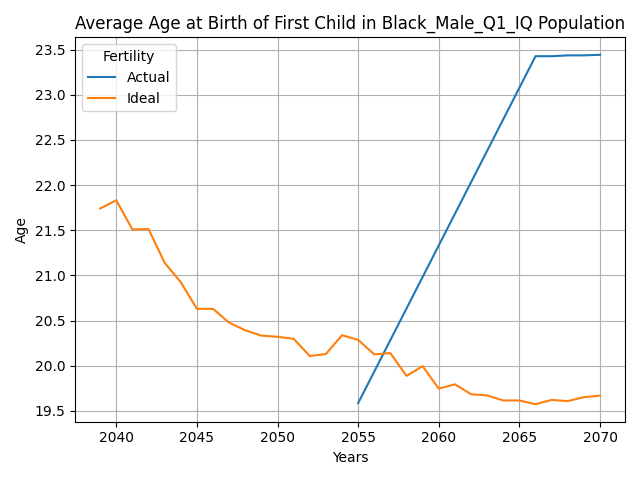 Average Age at Birth of First Child in Black_Male_Q1_IQ Population
Fertility
Actual
Ideal
23.5
23.0
22.5
22.0
21.5
21.0
20.5
20.0
19.5
Age
2040 2045 2050 2055 2060 2065 2070
Years